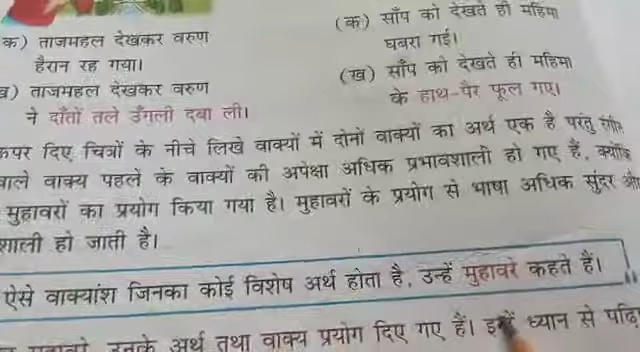 क) ताजमहल देखकर वरुण
हैरान रह गया।
ख) ताजमहल देखकर वरुण
ने दाँतों तले उँगली दबा ली।
(क) साँप को देखते ही महिमा
घबरा गई।
(ख) साँप को देखते ही महिमा
के हाथ-पैर फूल गए।
ऊपर दिए चित्रों के नीचे लिखे वाक्यों में दोनों वाक्यों का अर्थ एक है परंतु रंगीन
वाले वाक्य पहले के वाक्यों की अपेक्षा अधिक प्रभावशाली हो गए हैं, क्योंकि
मुहावरों का प्रयोग किया गया है। मुहावरों के प्रयोग से भाषा अधिक सुंदर और
शाली हो जाती है।
ऐसे वाक्यांश जिनका कोई विशेष अर्थ होता है, उन्हें मुहावरे कहते हैं।
उनके अर्थ तथा वाक्य प्रयोग दिए गए हैं। ध्यान से पढ़ि